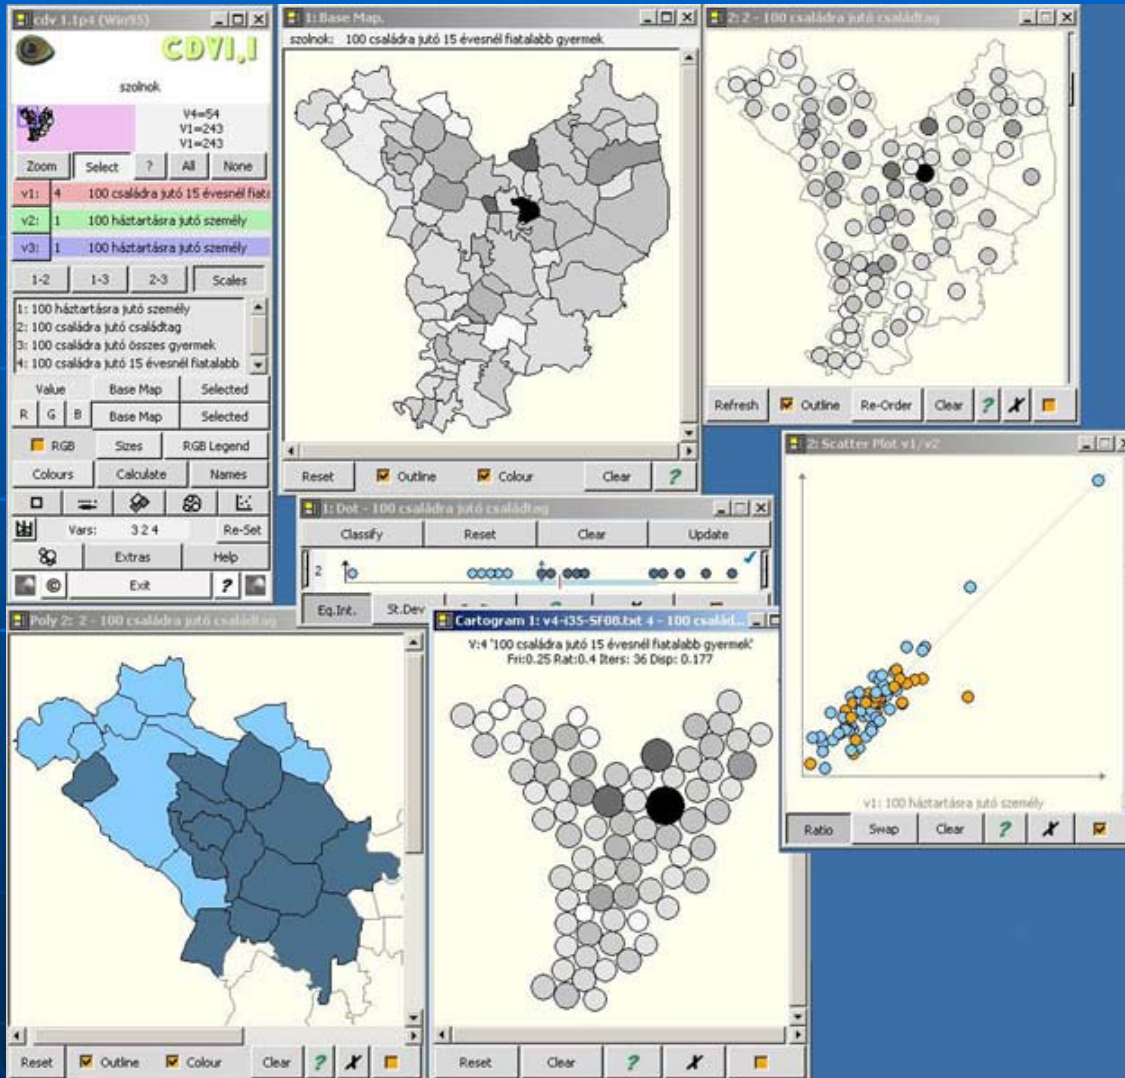 cdv 1.1p4 (Win95)
CDVI,I
szolnok
V4=54
V1=243
V1=243
Zoom Select ? All None
v1: 4 100 családra jutó 15 évesnél fiata
v2: 1 100 háztartásra jutó személy
v3: 1 100 háztartásra jutó személy
1-2 1-3 2-3 Scales
1: 100 háztartásra jutó személy
2: 100 családra jutó családtag
3: 100 családra jutó összes gyermek
4: 100 családra jutó 15 évesnél fiatalabb
Value Base Map Selected
R G B Base Map Selected
RGB Sizes RGB Legend
Colours Calculate Names
Vars: 3 2 4 Re-Set
Extras Help
© Exit ?
1: Base Map.
szolnok: 100 családra jutó 15 évesnél fiatalabb gyermek
Reset Outline Colour Clear ?
2: 2 - 100 családra jutó családtag
Refresh Outline Re-Order Clear ? X
1: Dot - 100 családra jutó családtag
Classify Reset Clear Update
2
Eq.Int. St.Dev
2: Scatter Plot v1/v2
v1: 100 háztartásra jutó személy
Ratio Swap Clear ? X
Poly 2: 2 - 100 családra jutó családtag
Reset Outline Colour Clear ? X
Cartogram 1: v4-i35-SF08.txt 4 - 100 család...
V:4 '100 családra jutó 15 évesnél fiatalabb gyermek'
Fri:0.25 Rat:0.4 Iters: 36 Disp: 0.177
Reset Clear ? X